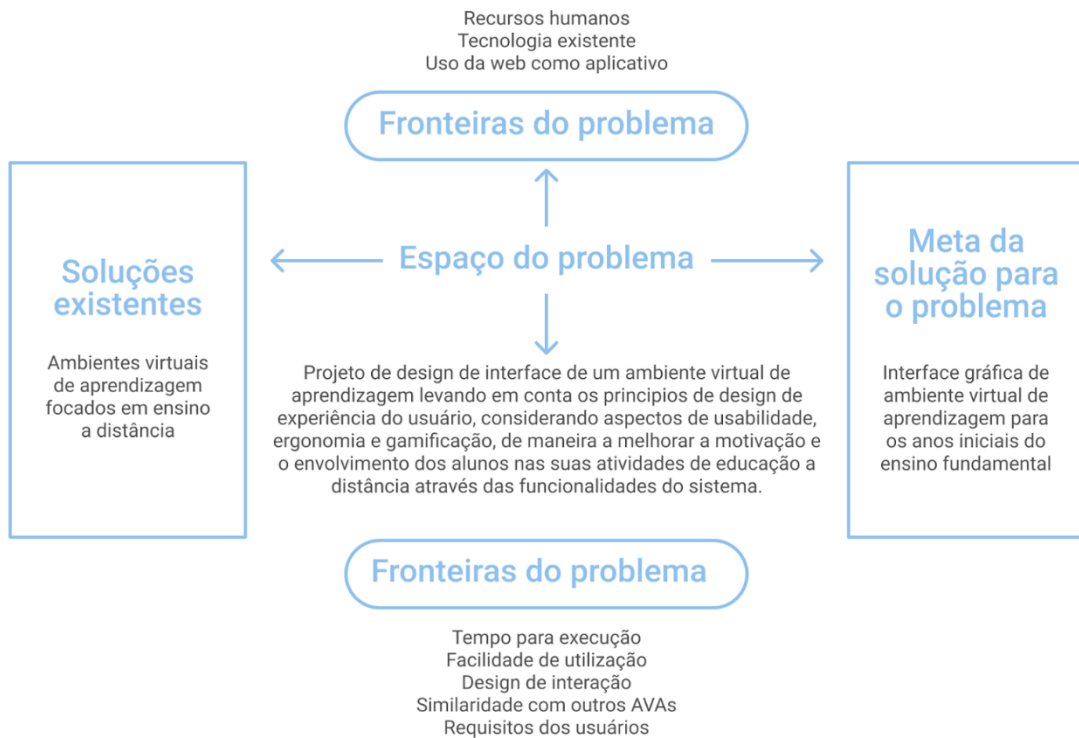 Recursos humanos
Tecnologia existente
Uso da web como aplicativo
Fronteiras do problema
Soluções
existentes
Ambientes virtuais
de aprendizagem
focados em ensino
a distância
Espaço do problema
Projeto de design de interface de um ambiente virtual de
aprendizagem levando em conta os principios de design de
experiência do usuário, considerando aspectos de usabilidade,
ergonomia e gamificação, de maneira a melhorar a motivação e
o envolvimento dos alunos nas suas atividades de educação a
distância através das funcionalidades do sistema.
Meta da
solução para
o problema
Interface gráfica de
ambiente virtual de
aprendizagem para
os anos iniciais do
ensino fundamental
Fronteiras do problema
Tempo para execução
Facilidade de utilização
Design de interação
Similaridade com outros AVAs
Requisitos dos usuários